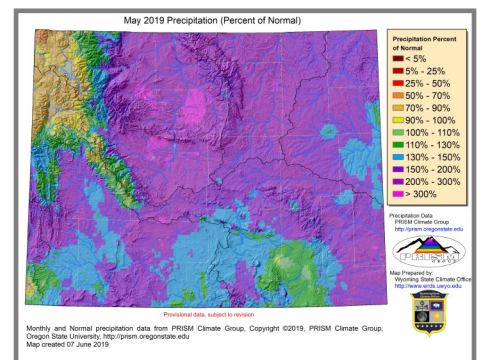 May 2019 Precipitation (Percent of Normal)
Precipitation Percent
of Normal
< 5%
5% - 25%
25% - 50%
50% - 70%
70% - 90%
90% - 100%
100% - 110%
110% - 130%
130% - 150%
150% - 200%
200% - 300%
> 300%
Precipitation Data
PRISM Climate Group
http://prism.oregonstate.edu
PRISM
Map Prepared by:
Wyoming State Climate Office
http://www.wrds.uwyo.edu
Provisional data, subject to revision
Monthly and Normal precipitation data from PRISM Climate Group, Copyright ©2019, PRISM Climate Group,
Oregon State University, http://prism.oregonstate.edu
Map created 07 June 2019